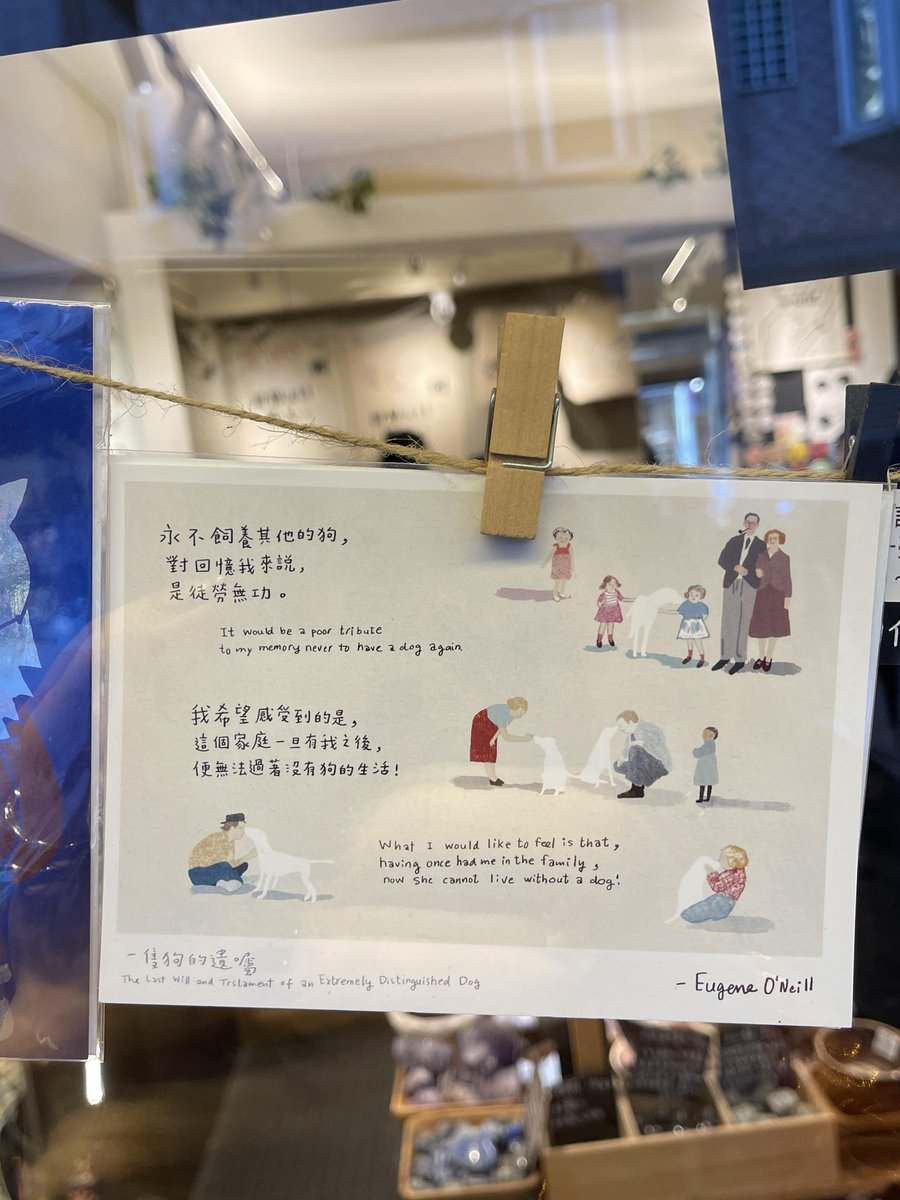 永不飼養其他的狗，
對回憶我來說，
是徒勞無功。
It would be a poor tribute
to my memory never to have a dog again.
我希望感受到的是，
這個家庭一旦有我之後，
便無法過著沒有狗的生活！
What I would like to feel is that,
having once had me in the family,
now she cannot live without a dog!
一隻狗的遺囑
The Last Will and Testament of an Extremely Distinguished Dog
- Eugene O'Neill